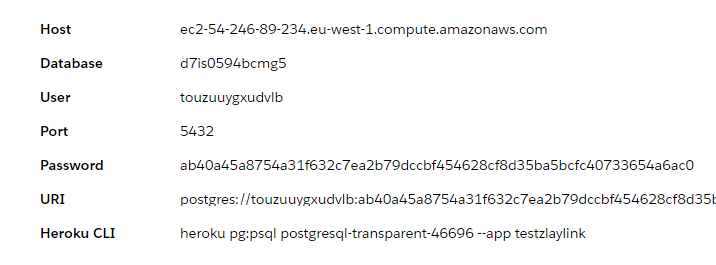 Host ec2-54-246-89-234.eu-west-1.compute.amazonaws.com
Database d7is0594bcmg5
User touzuuygxudvlb
Port 5432
Password ab40a45a8754a31f632c7ea2b79dccbf454628cf8d35ba5bcfc40733654a6ac0
URI postgres://touzuuygxudvlb:ab40a45a8754a31f632c7ea2b79dccbf454628cf8d35b
Heroku CLI heroku pg:psql postgresql-transparent-46696 --app testzlaylink